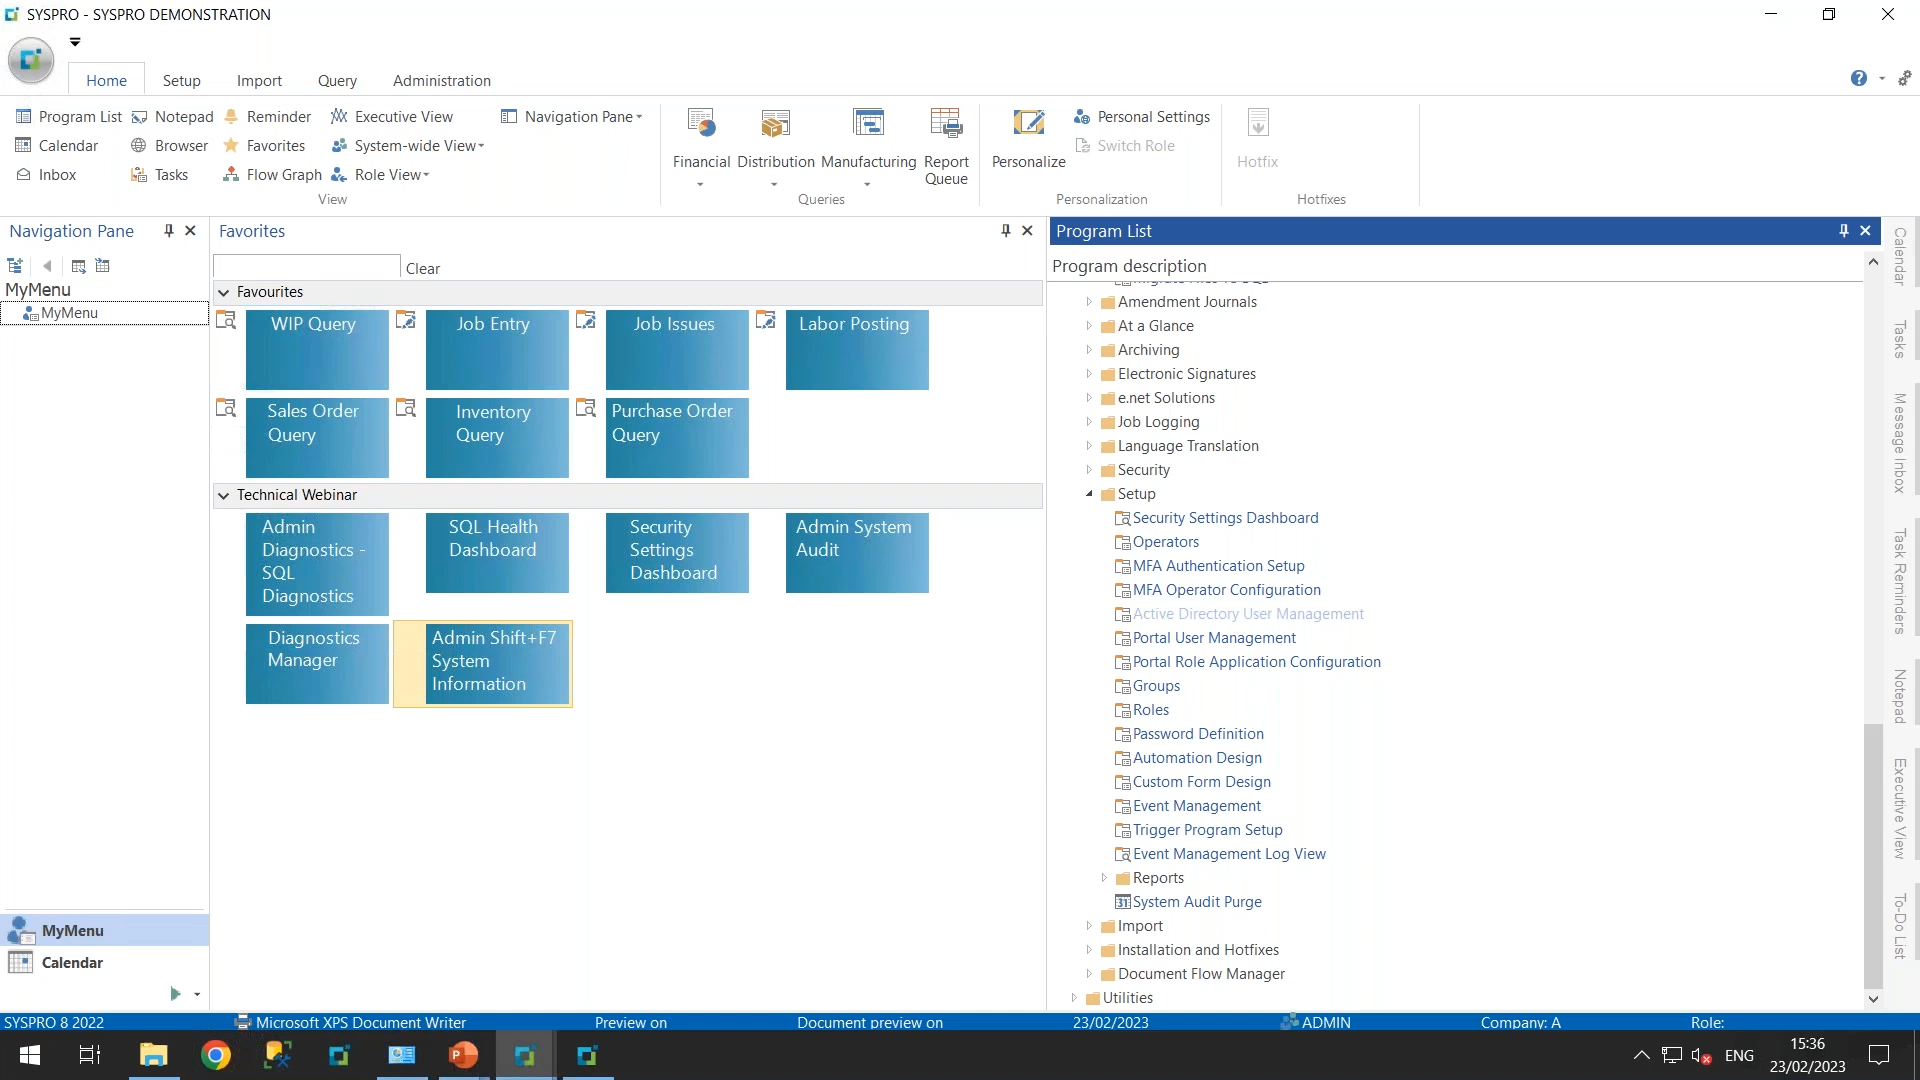 SYSPRO - SYSPRO DEMONSTRATION
Home
Setup
Import
Query
Administration
Program List
Notepad
Reminder
Executive View
Navigation Pane
Calendar
Browser
Favorites
System-wide View
Inbox
Tasks
Flow Graph
Role View
View
Financial
Distribution
Manufacturing
Report
Queue
Queries
Personalize
Personal Settings
Switch Role
Personalization
Hotfix
Hotfixes
Navigation Pane
MyMenu
MyMenu
MyMenu
Calendar
Favorites
Clear
Favourites
WIP Query
Job Entry
Job Issues
Labor Posting
Sales Order
Query
Inventory
Query
Purchase Order
Query
Technical Webinar
Admin
Diagnostics -
SQL
Diagnostics
SQL Health
Dashboard
Security
Settings
Dashboard
Admin System
Audit
Diagnostics
Manager
Admin Shift+F7
System
Information
Program List
Program description
Amendment Journals
At a Glance
Archiving
Electronic Signatures
e.net Solutions
Job Logging
Language Translation
Security
Setup
Security Settings Dashboard
Operators
MFA Authentication Setup
MFA Operator Configuration
Active Directory User Management
Portal User Management
Portal Role Application Configuration
Groups
Roles
Password Definition
Automation Design
Custom Form Design
Event Management
Trigger Program Setup
Event Management Log View
Reports
System Audit Purge
Import
Installation and Hotfixes
Document Flow Manager
Utilities
Calendar
Tasks
Message Inbox
Task Reminders
Notepad
Executive View
To-Do List
SYSPRO 8 2022
Microsoft XPS Document Writer
Preview on
Document preview on
23/02/2023
ADMIN
Company: A
Role:
ENG
15:36
23/02/2023